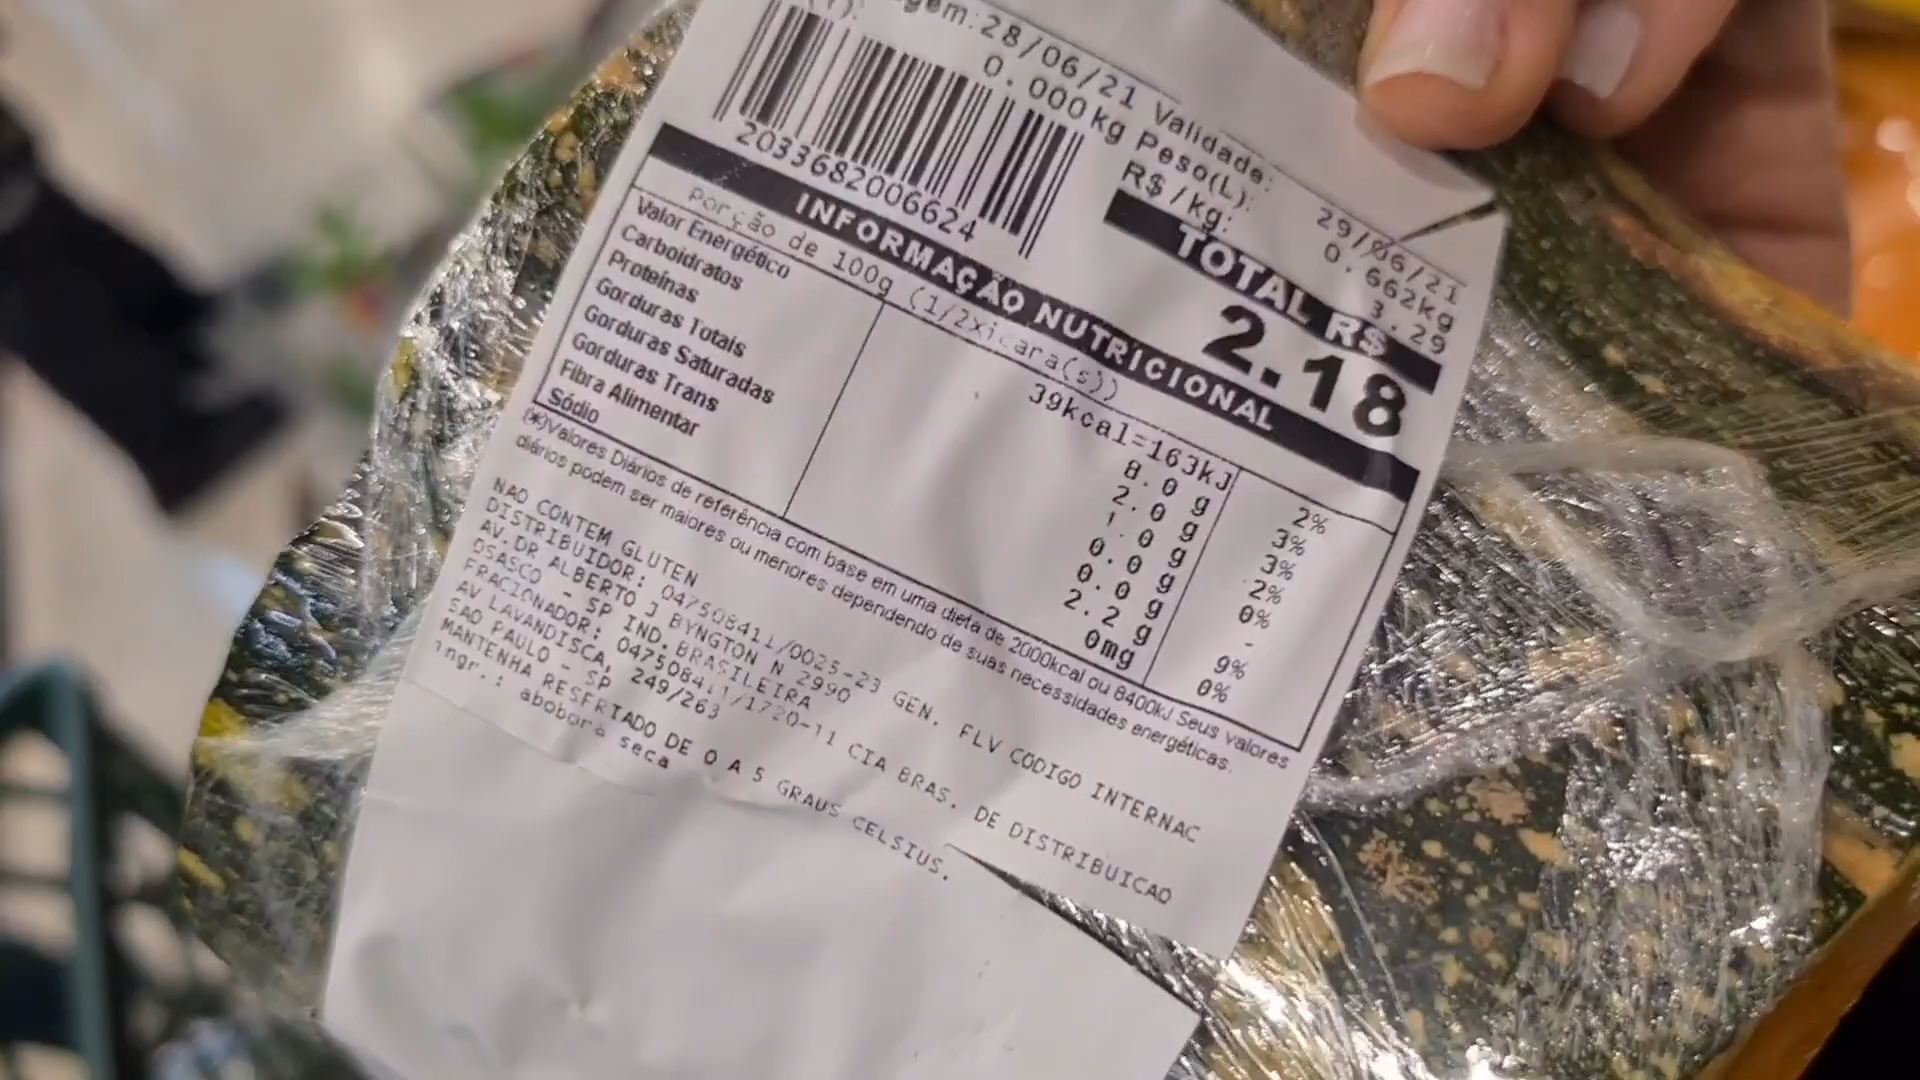 28/06/21 Validade: 29/06/21
0.000kg Peso(L): 0.662kg
R$/kg: 3.29
TOTAL R$
2.18
2033682006624
INFORMAÇÃO NUTRICIONAL
porção de 100g (1/2xicara(s))
Valor Energético 39kcal=163kJ 2%
Carboidratos 8.0 g 3%
Proteínas 2.0 g 3%
Gorduras Totais 1.0 g 2%
Gorduras Saturadas 0.0 g 0%
Gorduras Trans 0.0 g -
Fibra Alimentar 2.2 g 9%
Sódio 0mg 0%
(*)Valores Diários de referência com base em uma dieta de 2000kcal ou 8400kJ Seus valores
diários podem ser maiores ou menores dependendo de suas necessidades energéticas.
NAO CONTEM GLUTEN
DISTRIBUIDOR: 047508411/0025-23 GEN. FLV CODIGO INTERNAC
AV.DR ALBERTO J BYNGTON N 2990
OSASCO - SP IND.BRASILEIRA
FRACIONADOR: 047508411/1720-11 CIA BRAS. DE DISTRIBUICAO
AV LAVANDISCA, 249/263
SAO PAULO - SP
MANTENHA RESFRIADO DE 0 A 5 GRAUS CELSIUS.
ingr.: abobora seca